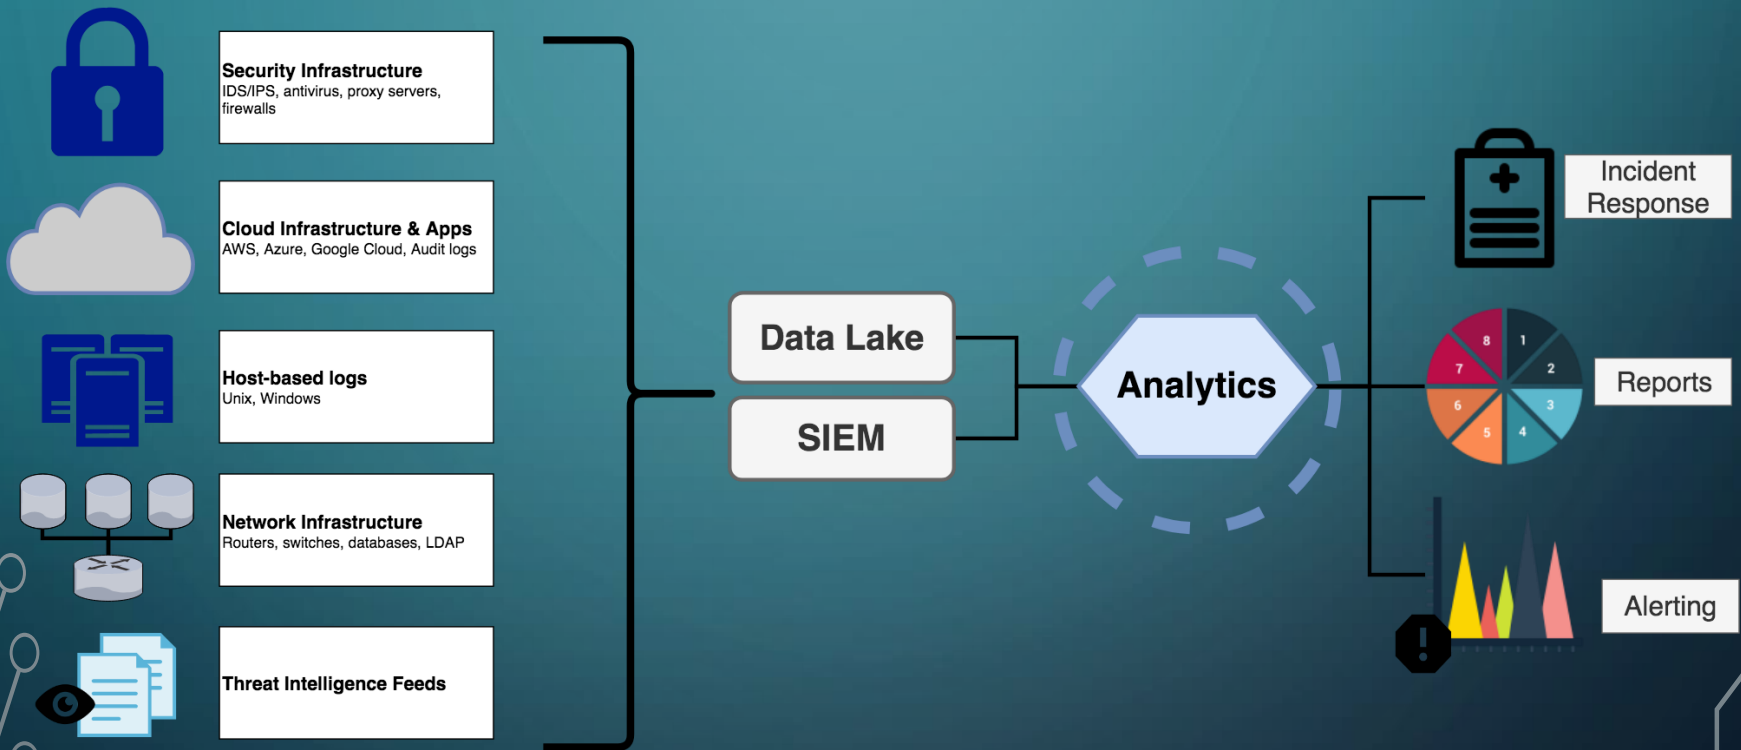 Security Infrastructure
IDS/IPS, antivirus, proxy servers,
firewalls
Cloud Infrastructure & Apps
AWS, Azure, Google Cloud, Audit logs
Host-based logs
Unix, Windows
Network Infrastructure
Routers, switches, databases, LDAP
Threat Intelligence Feeds
Data Lake
SIEM
Analytics
Incident
Response
8 1
7 2
6 3
5 4
Reports
Alerting